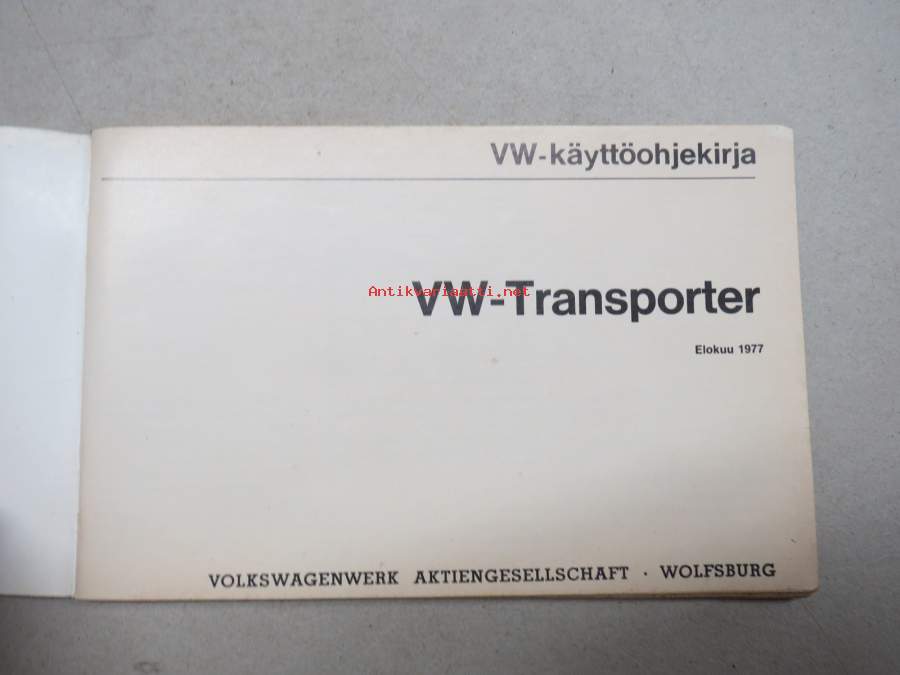 VW-käyttöohjekirja
Antikvariaatti.net
VW-Transporter
Elokuu 1977
VOLKSWAGENWERK AKTIENGESELLSCHAFT · WOLFSBURG